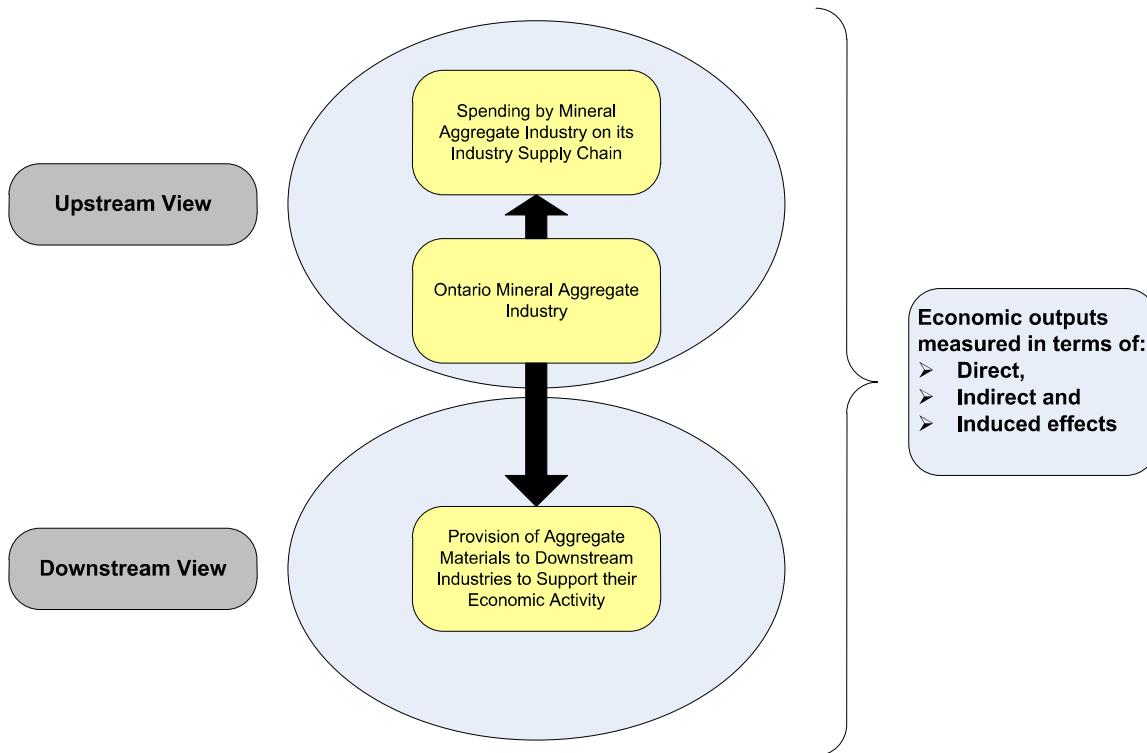 Spending by Mineral
Aggregate Industry on its
Industry Supply Chain
Upstream View
Ontario Mineral Aggregate
Industry
Economic outputs
measured in terms of:
➢ Direct,
➢ Indirect and
➢ Induced effects
Downstream View
Provision of Aggregate
Materials to Downstream
Industries to Support their
Economic Activity